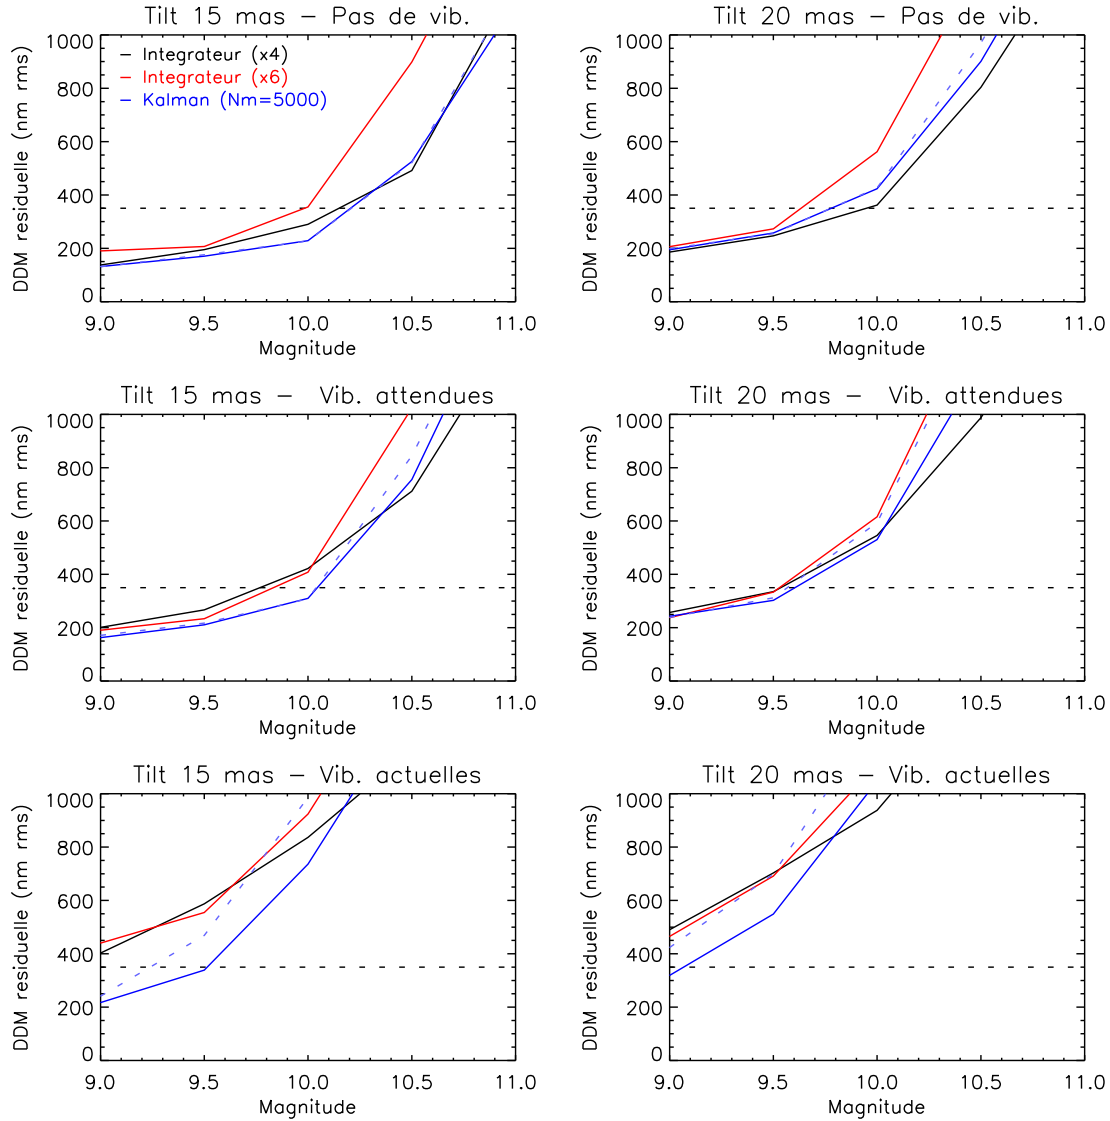 Tilt 15 mas – Pas de vib.
1000
800
600
400
200
0
DDM residuelle (nm rms)
– Integrateur (x4)
– Integrateur (x6)
– Kalman (Nm=5000)
9.0 9.5 10.0 10.5 11.0
Magnitude
Tilt 20 mas – Pas de vib.
1000
800
600
400
200
0
DDM residuelle (nm rms)
9.0 9.5 10.0 10.5 11.0
Magnitude
Tilt 15 mas – Vib. attendues
1000
800
600
400
200
0
DDM residuelle (nm rms)
9.0 9.5 10.0 10.5 11.0
Magnitude
Tilt 20 mas – Vib. attendues
1000
800
600
400
200
0
DDM residuelle (nm rms)
9.0 9.5 10.0 10.5 11.0
Magnitude
Tilt 15 mas – Vib. actuelles
1000
800
600
400
200
0
DDM residuelle (nm rms)
9.0 9.5 10.0 10.5 11.0
Magnitude
Tilt 20 mas – Vib. actuelles
1000
800
600
400
200
0
DDM residuelle (nm rms)
9.0 9.5 10.0 10.5 11.0
Magnitude